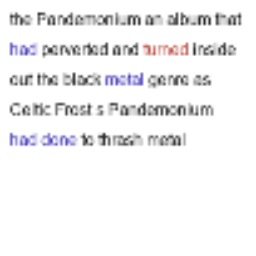 the Pandemonium an album that
had perverted and turned inside
out the black metal genre as
Celtic Frost s Pandemonium
had done to thrash metal